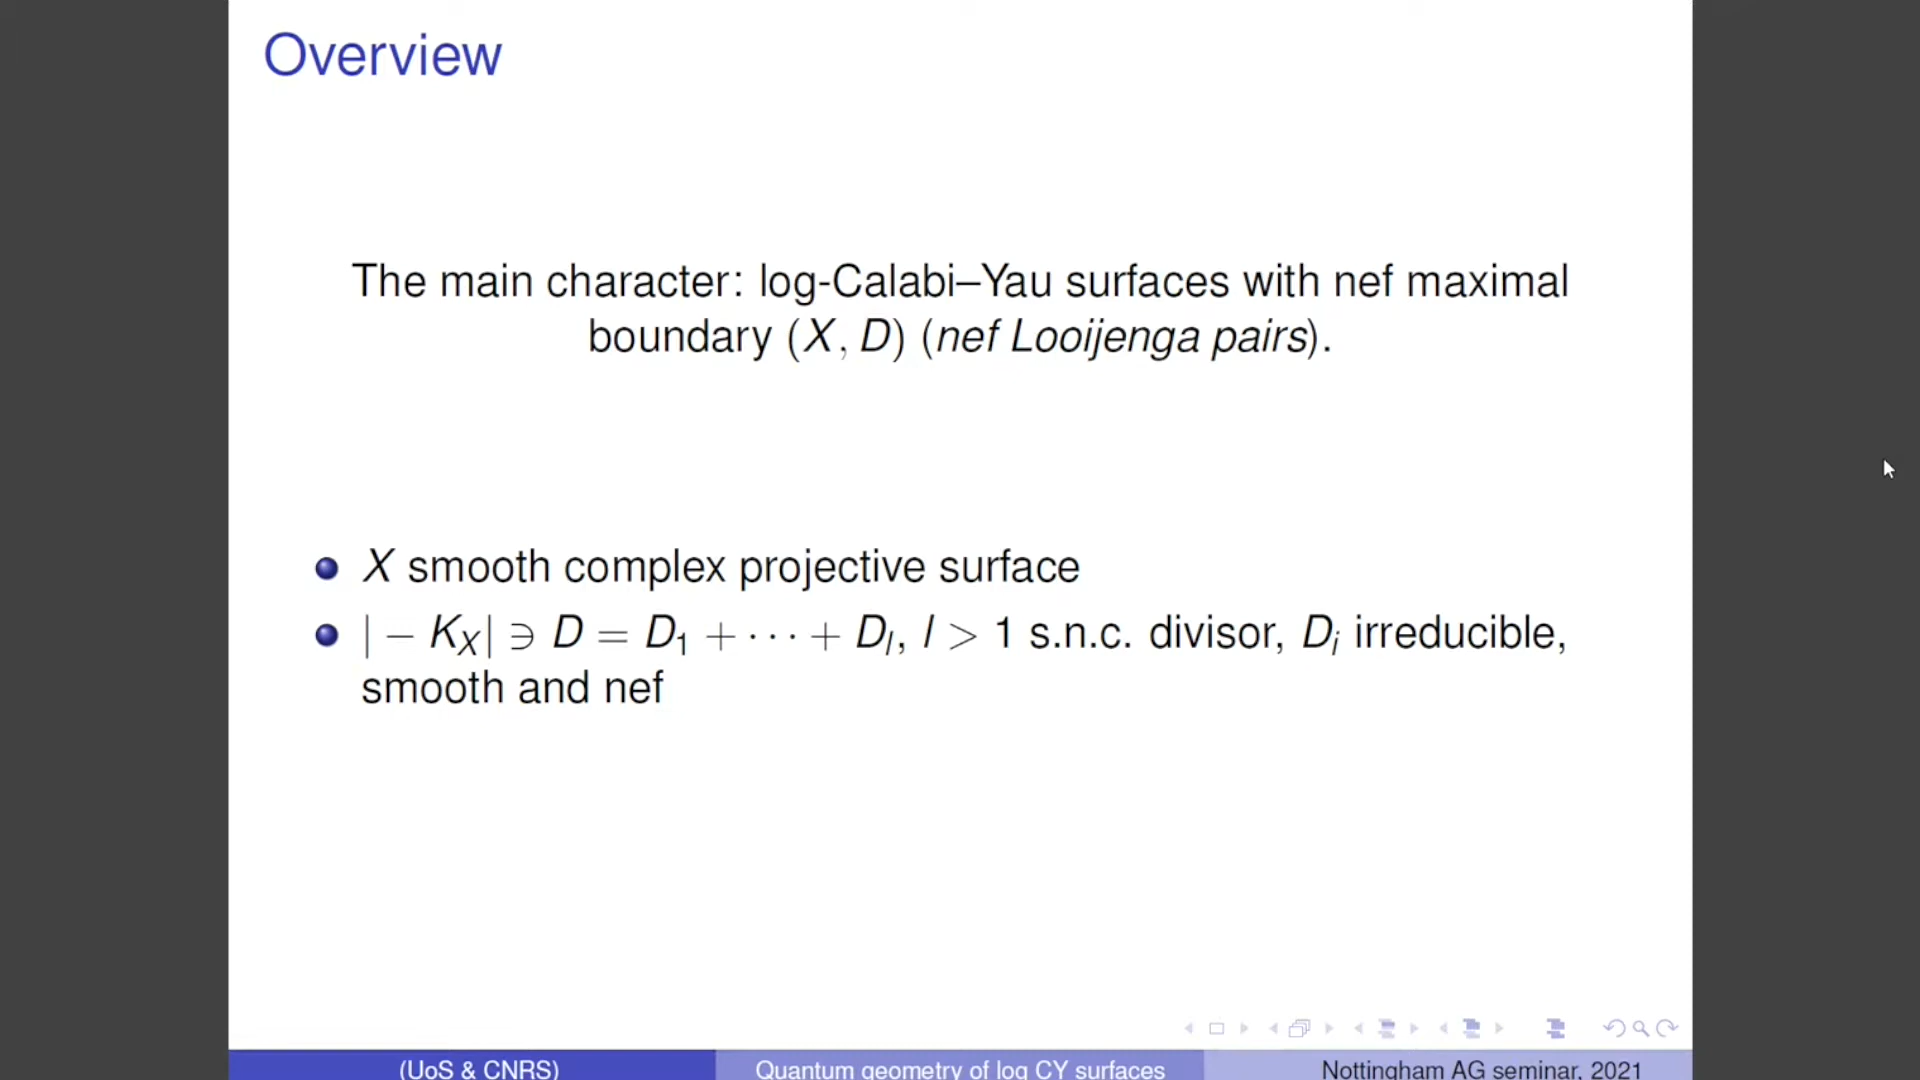 Overview
The main character: log-Calabi–Yau surfaces with nef maximal
boundary (X, D) (nef Looijenga pairs).
X smooth complex projective surface
|− K_X| ∋ D = D_1 + ··· + D_l, l > 1 s.n.c. divisor, D_i irreducible,
smooth and nef
(UoS & CNRS)
Quantum geometry of log CY surfaces
Nottingham AG seminar, 2021